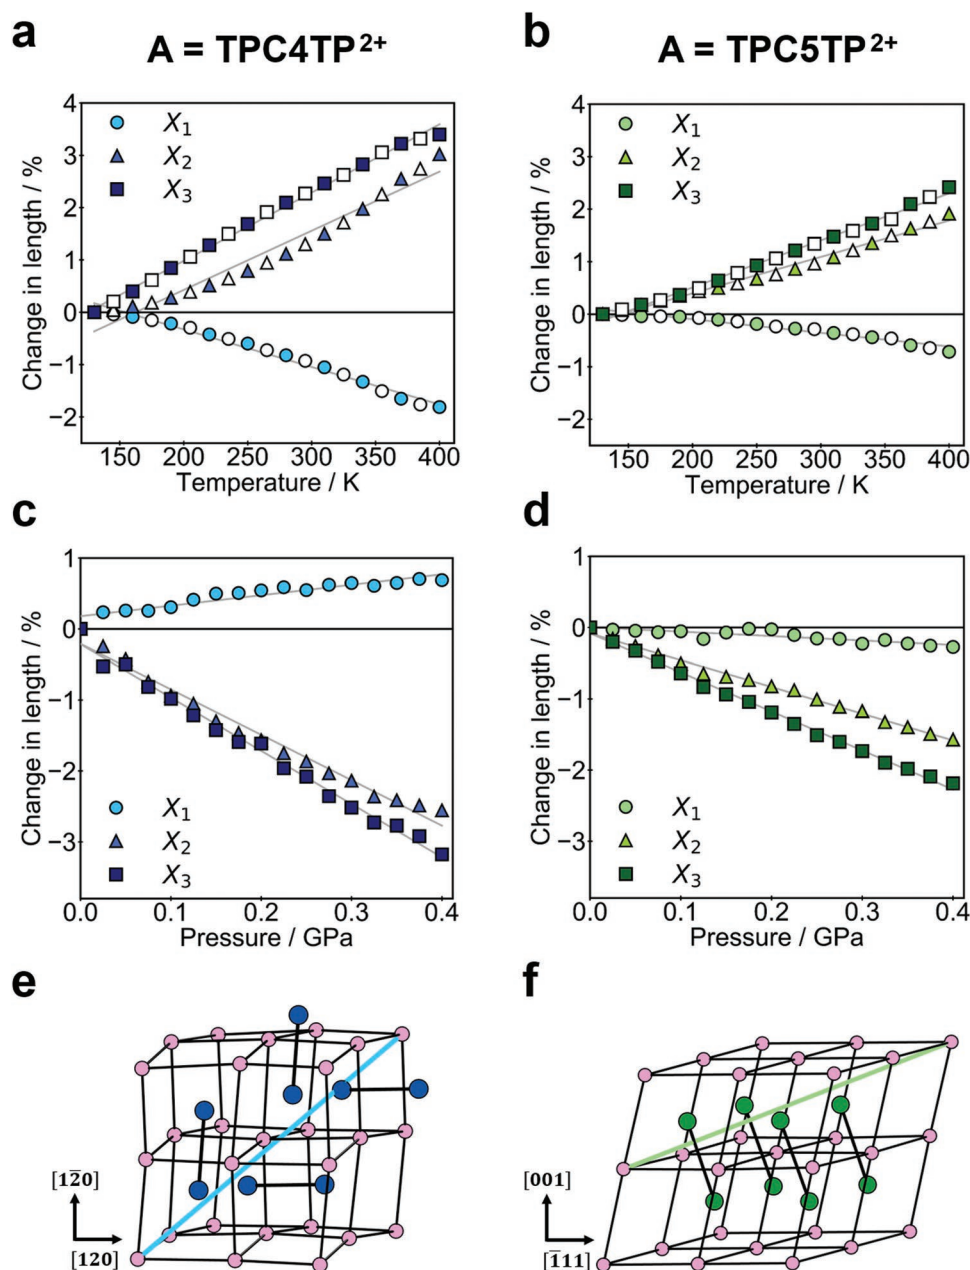 a
b
A = TPC4TP²⁺
A = TPC5TP²⁺
4
3
2
1
0
−1
−2
Change in length / %
X₁
X₂
X₃
150 200 250 300 350 400
Temperature / K
4
3
2
1
0
−1
−2
Change in length / %
X₁
X₂
X₃
150 200 250 300 350 400
Temperature / K
c
d
1
0
−1
−2
−3
Change in length / %
X₁
X₂
X₃
0.0 0.1 0.2 0.3 0.4
Pressure / GPa
1
0
−1
−2
−3
Change in length / %
X₁
X₂
X₃
0.0 0.1 0.2 0.3 0.4
Pressure / GPa
e
f
[12̄0]
[120]
[001]
[1̄11]